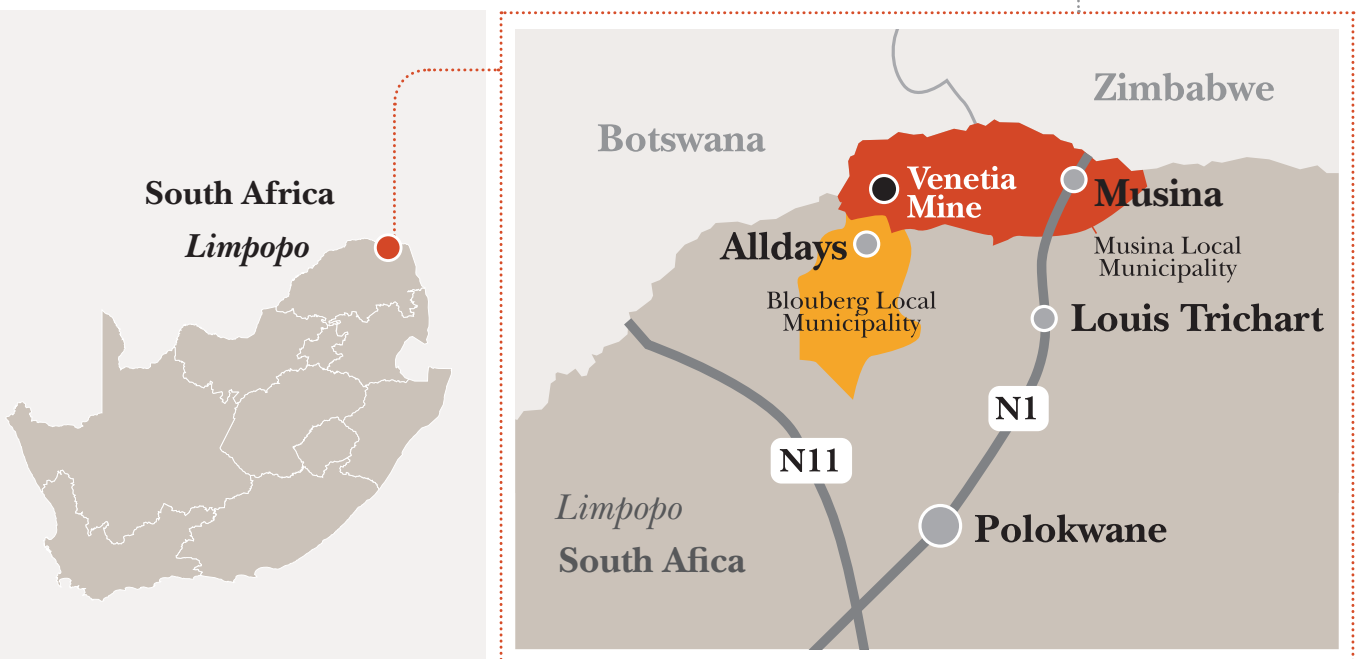 South Africa
Limpopo
Zimbabwe
Botswana
Venetia
Mine
Musina
Alldays
Musina Local
Municipality
Blouberg Local
Municipality
Louis Trichart
N1
N11
Limpopo
South Afica
Polokwane